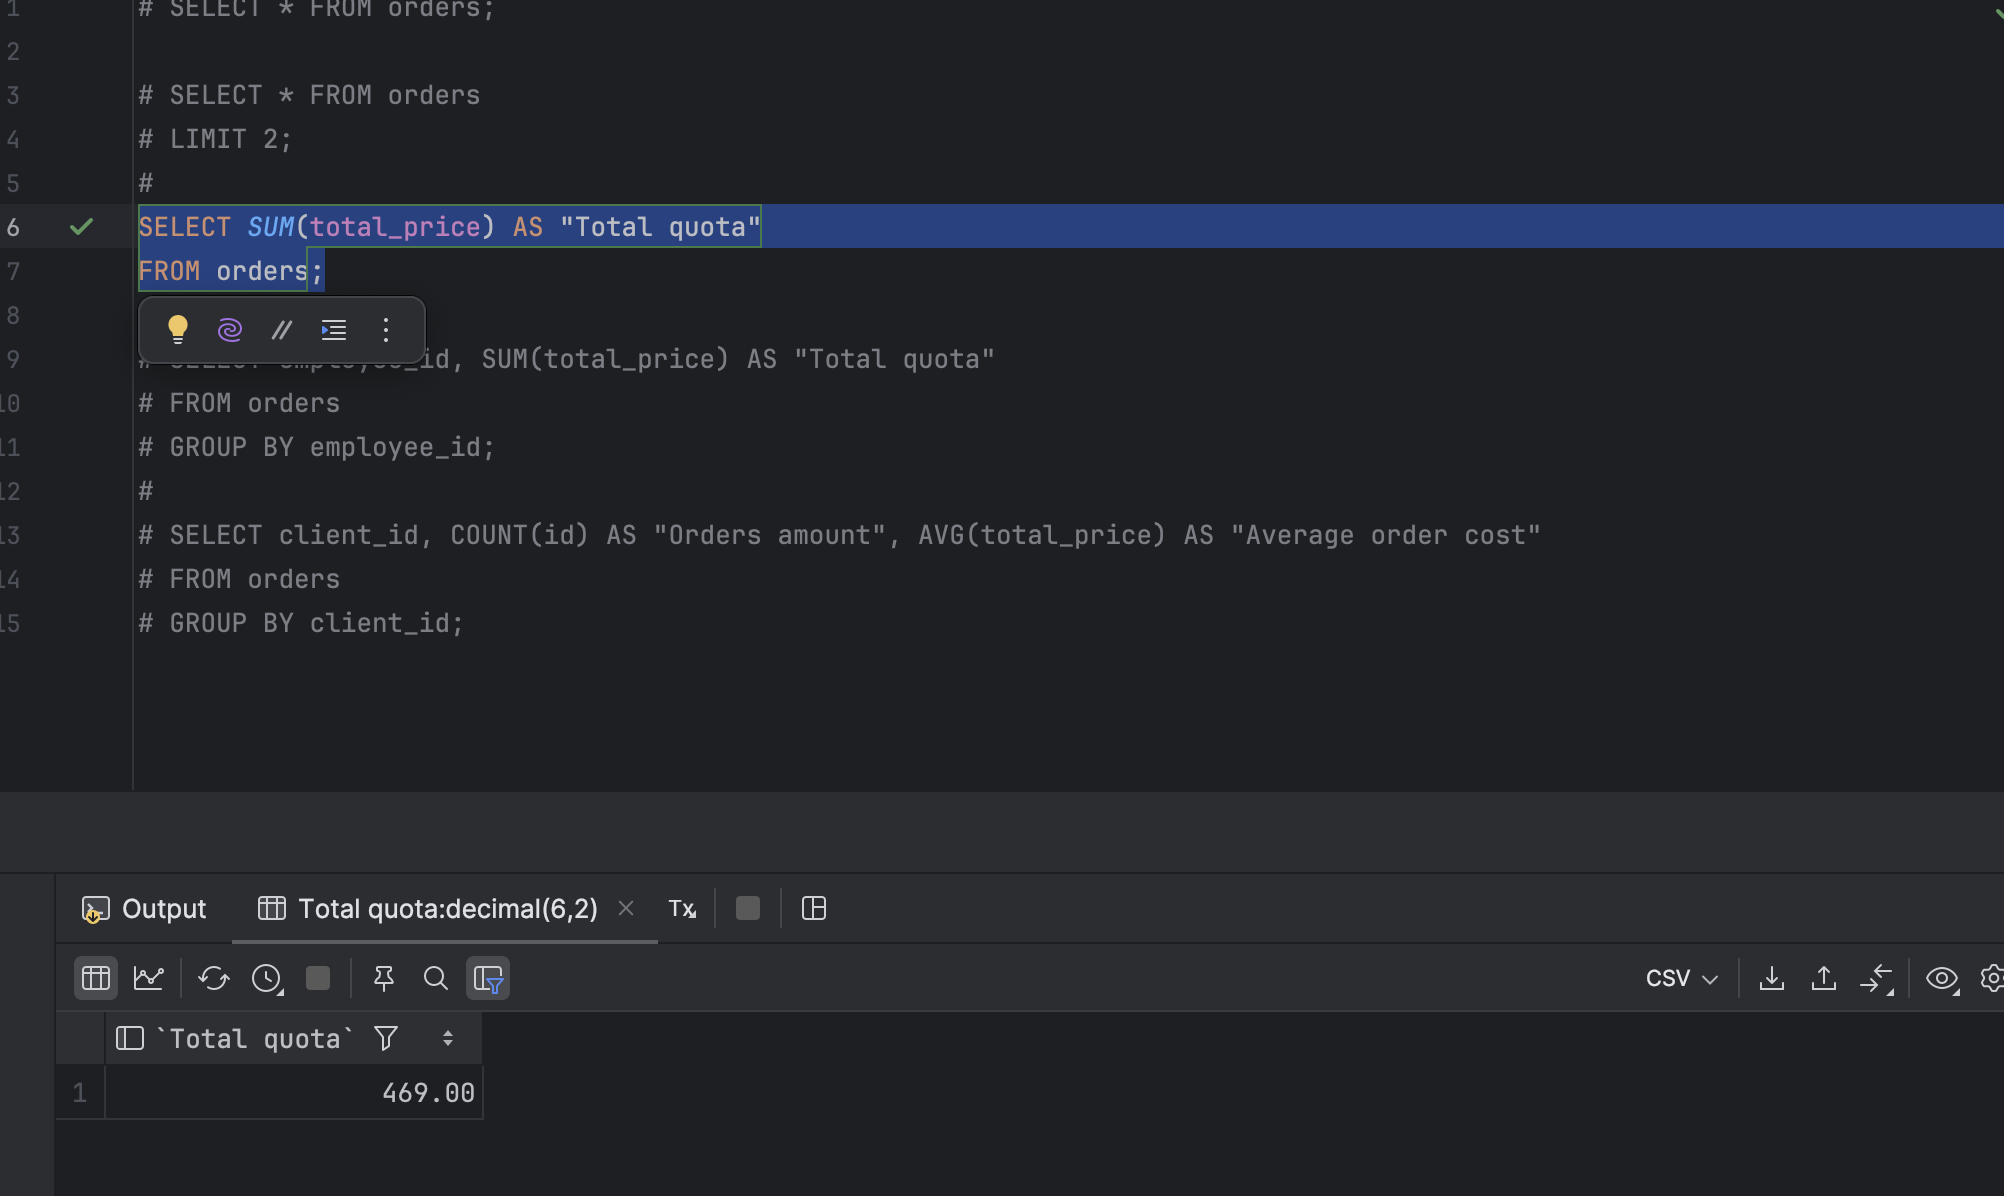 1 # SELECT * FROM orders;
2
3 # SELECT * FROM orders
4 # LIMIT 2;
5 #
6 SELECT SUM(total_price) AS "Total quota"
7 FROM orders;
8
9 # SELECT employee_id, SUM(total_price) AS "Total quota"
10 # FROM orders
11 # GROUP BY employee_id;
12 #
13 # SELECT client_id, COUNT(id) AS "Orders amount", AVG(total_price) AS "Average order cost"
14 # FROM orders
15 # GROUP BY client_id;
Output Total quota:decimal(6,2) Tx
CSV
`Total quota`
1 469.00